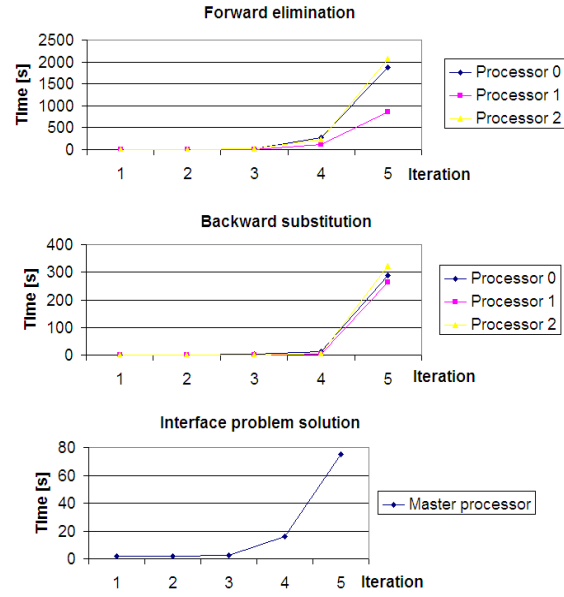 Forward elimination
Time [s]
2500
2000
1500
1000
500
0
1 2 3 4 5 Iteration
Processor 0
Processor 1
Processor 2
Backward substitution
Time [s]
400
300
200
100
0
1 2 3 4 5 Iteration
Processor 0
Processor 1
Processor 2
Interface problem solution
Time [s]
80
60
40
20
0
1 2 3 4 5 Iteration
Master processor